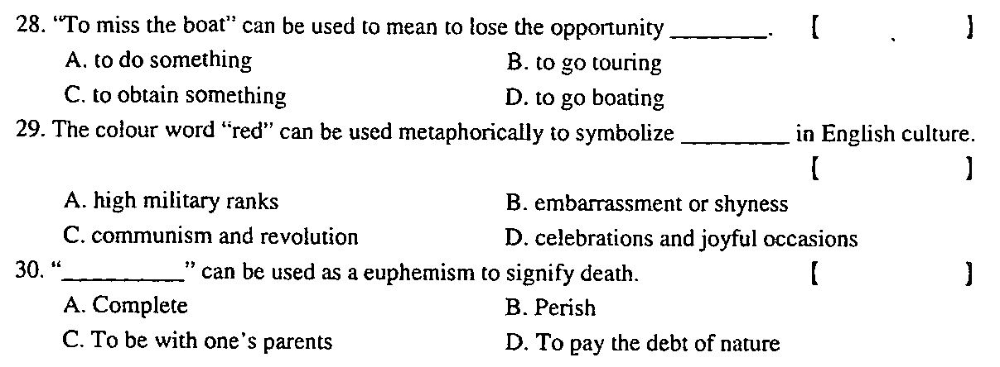 28. “To miss the boat” can be used to mean to lose the opportunity ________. 【 】
A. to do something B. to go touring
C. to obtain something D. to go boating
29. The colour word “red” can be used metaphorically to symbolize _________ in English culture.
【 】
A. high military ranks B. embarrassment or shyness
C. communism and revolution D. celebrations and joyful occasions
30. “__________” can be used as a euphemism to signify death. 【 】
A. Complete B. Perish
C. To be with one’s parents D. To pay the debt of nature